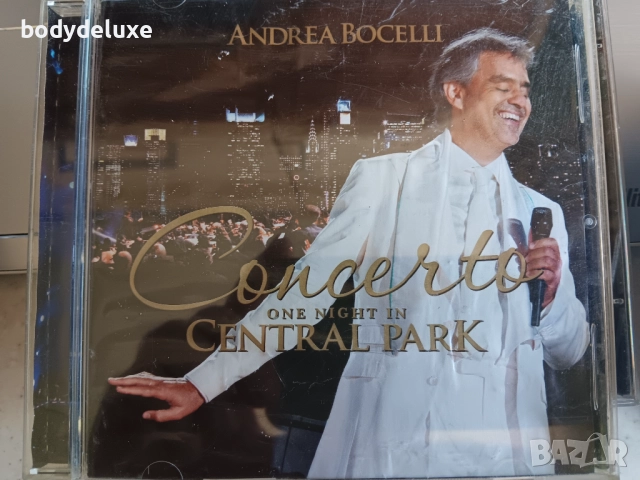 bodydeluxe
ANDREA BOCELLI
Concerto
ONE NIGHT IN
CENTRAL PARK
BAZAR